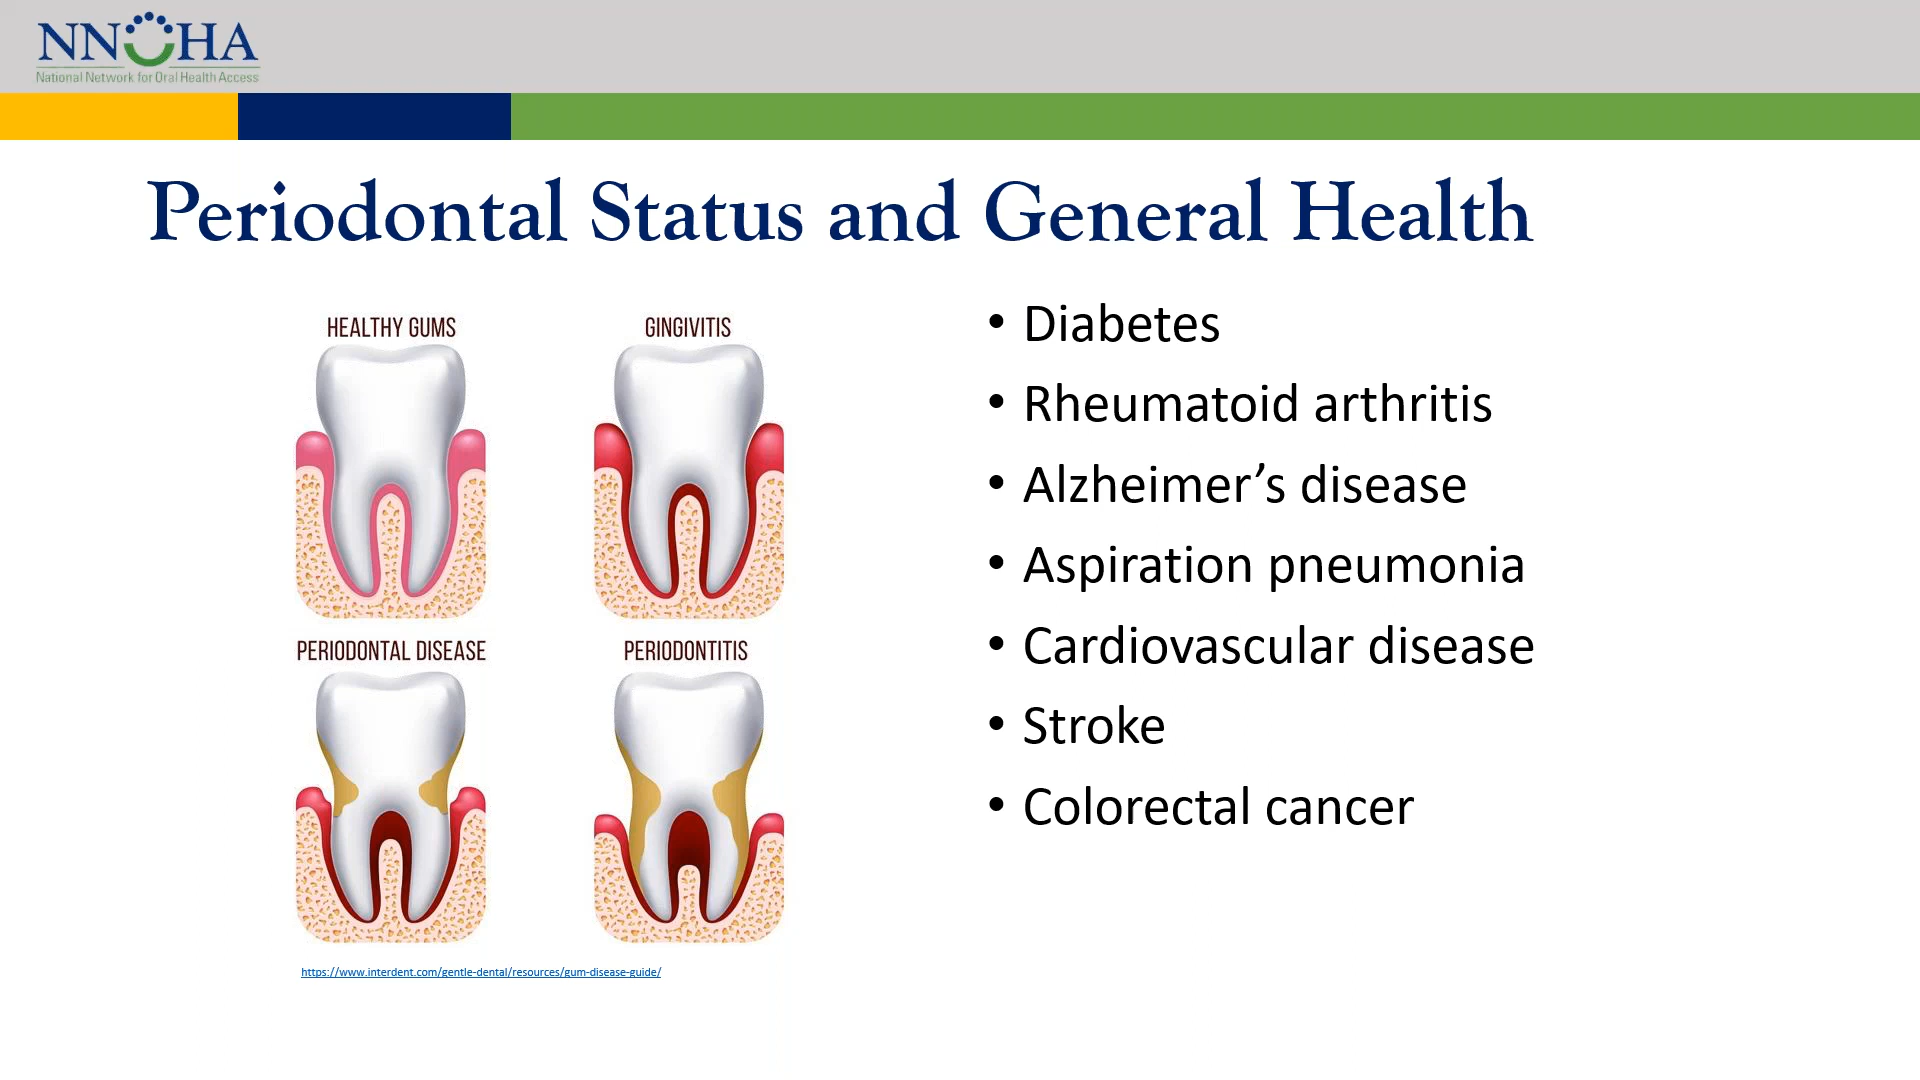 NNOHA
National Network for Oral Health Access
Periodontal Status and General Health
HEALTHY GUMS
GINGIVITIS
PERIODONTAL DISEASE
PERIODONTITIS
https://www.interdent.com/gentle-dental/resources/gum-disease-guide/
• Diabetes
• Rheumatoid arthritis
• Alzheimer’s disease
• Aspiration pneumonia
• Cardiovascular disease
• Stroke
• Colorectal cancer